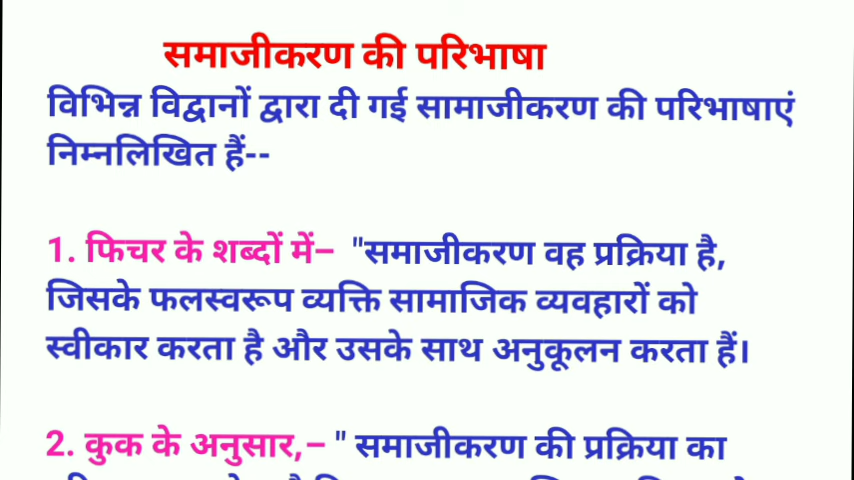 समाजीकरण की परिभाषा
विभिन्न विद्वानों द्वारा दी गई सामाजीकरण की परिभाषाएं
निम्नलिखित हैं--
1. फिचर के शब्दों में– "समाजीकरण वह प्रक्रिया है,
जिसके फलस्वरूप व्यक्ति सामाजिक व्यवहारों को
स्वीकार करता है और उसके साथ अनुकूलन करता हैं।
2. कुक के अनुसार,– " समाजीकरण की प्रक्रिया का